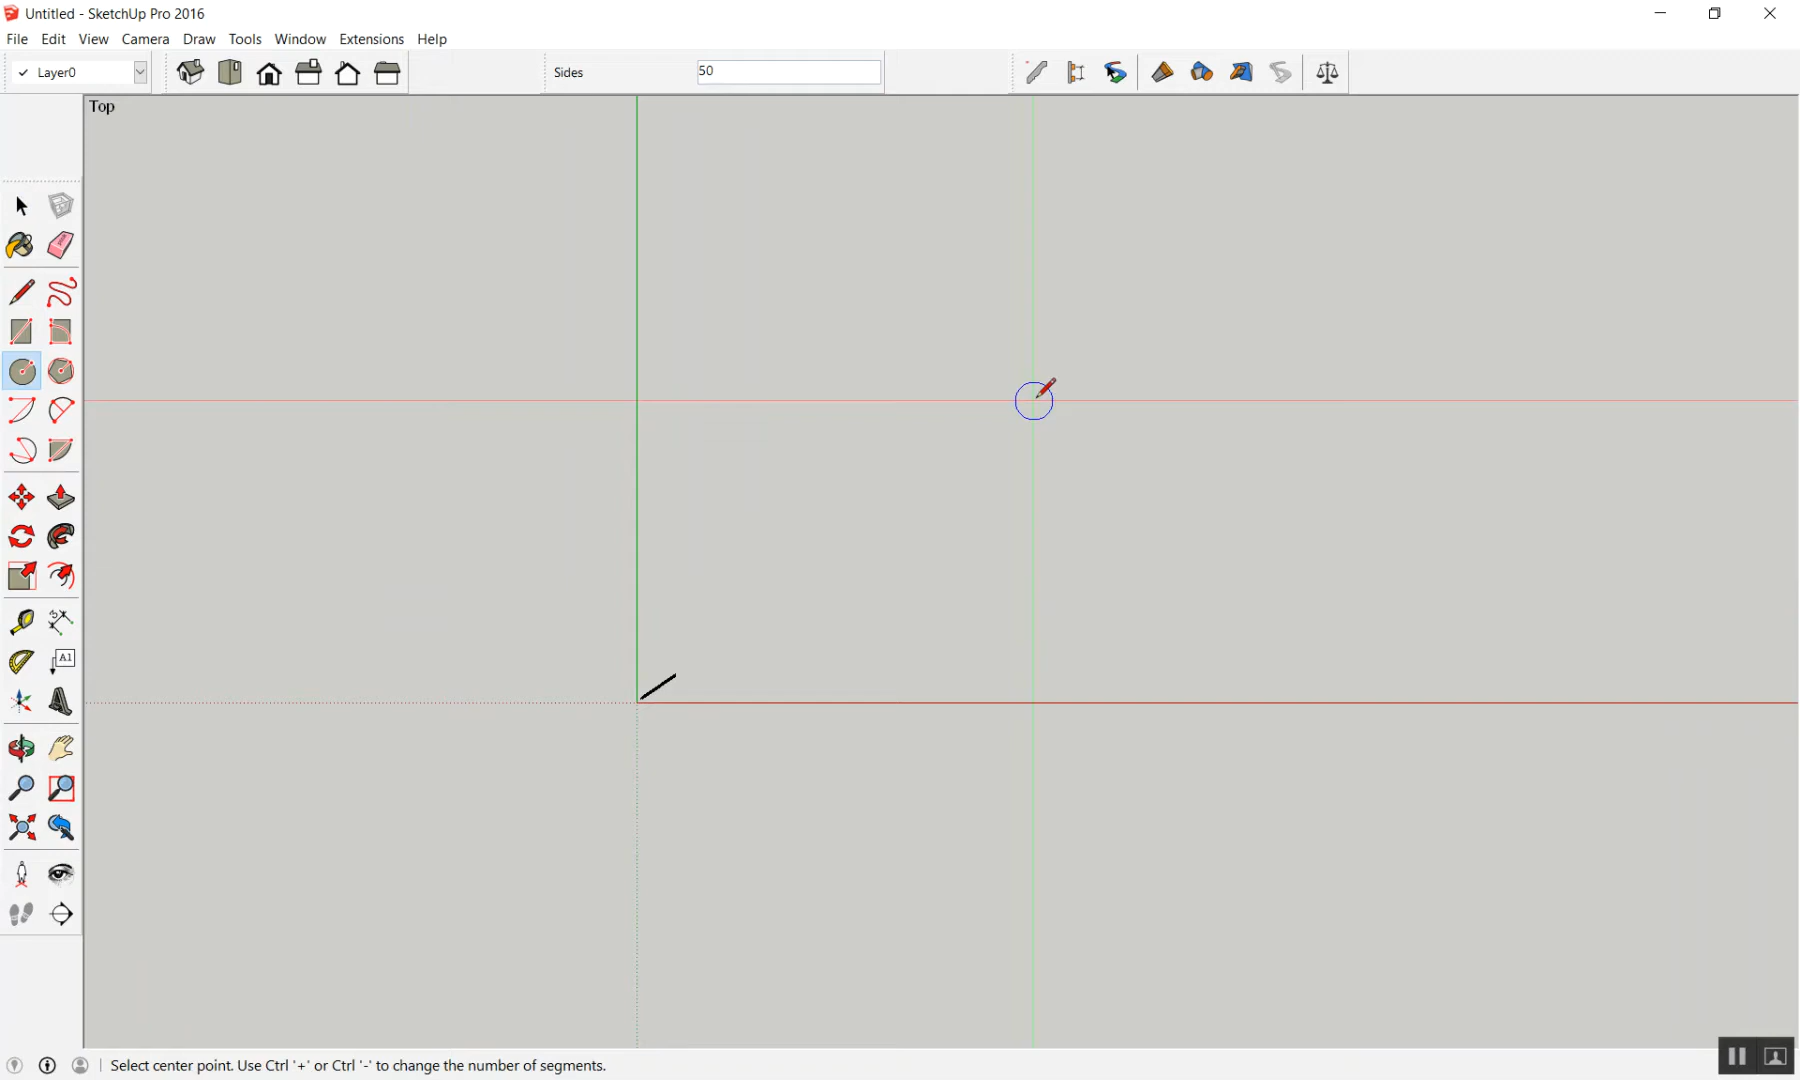 Untitled - SketchUp Pro 2016
File Edit View Camera Draw Tools Window Extensions Help
Layer0 Sides 50
Top
A1
Select center point. Use Ctrl '+' or Ctrl '-' to change the number of segments.